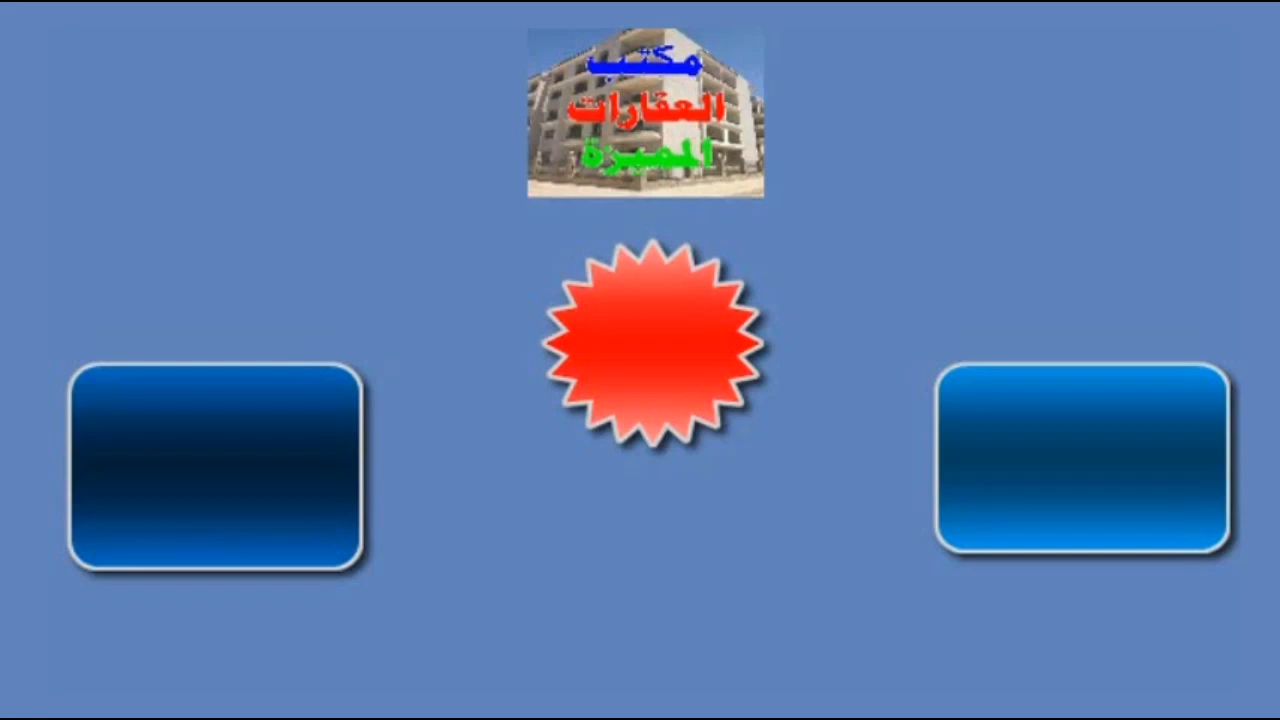 مكتب
العقارات
المميزة